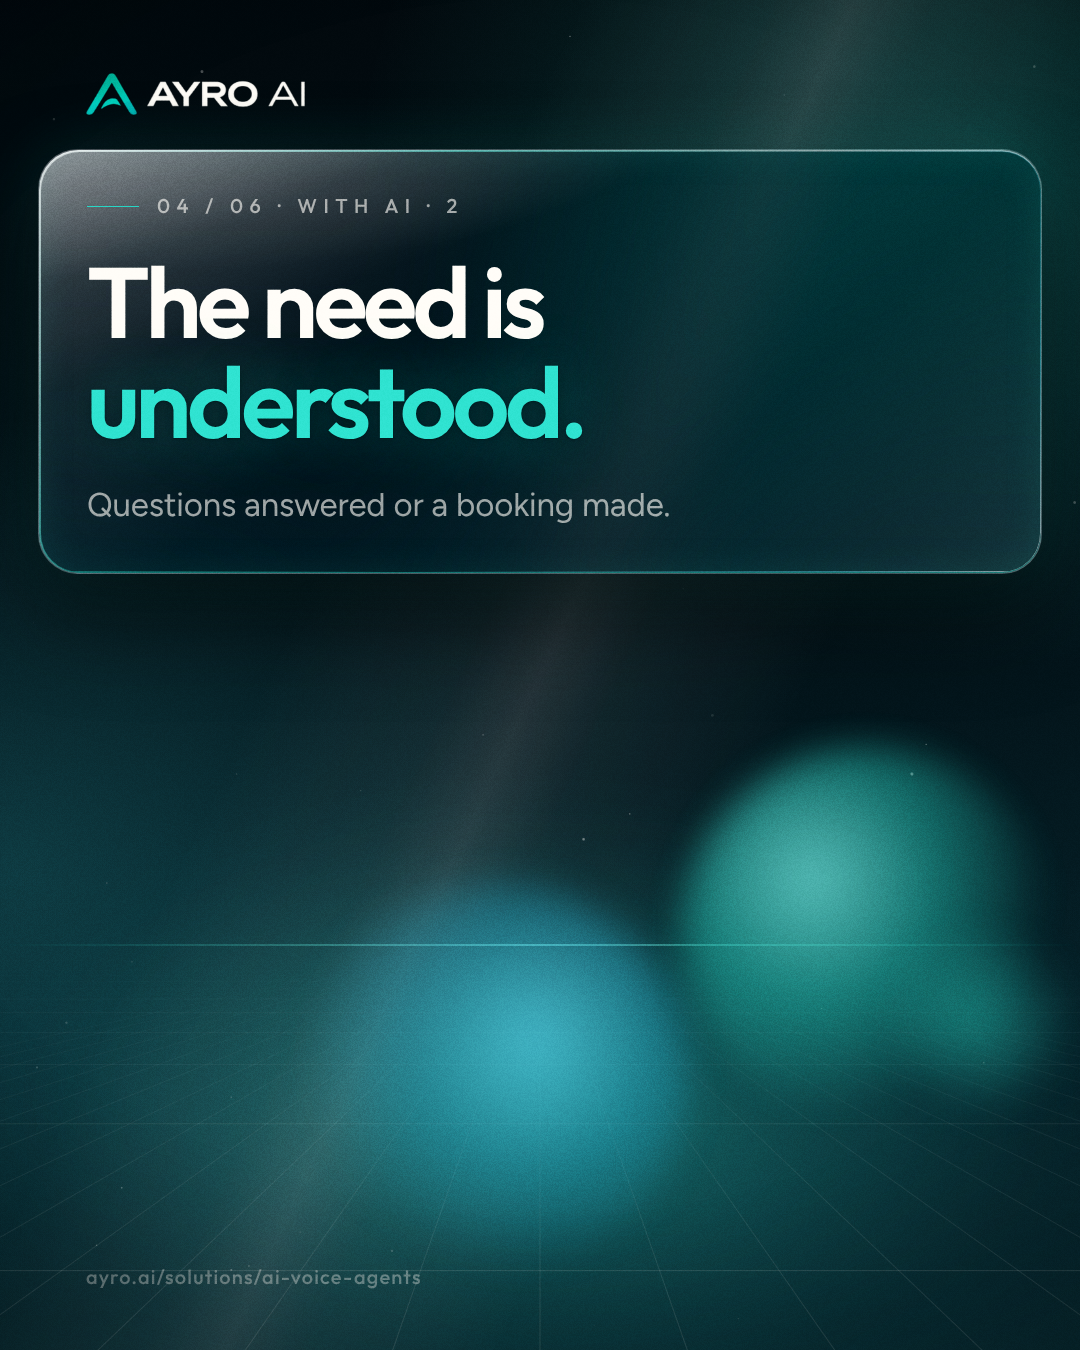 AYRO AI
04 / 06 · WITH AI · 2
The need is
understood.
Questions answered or a booking made.
ayro.ai/solutions/ai-voice-agents